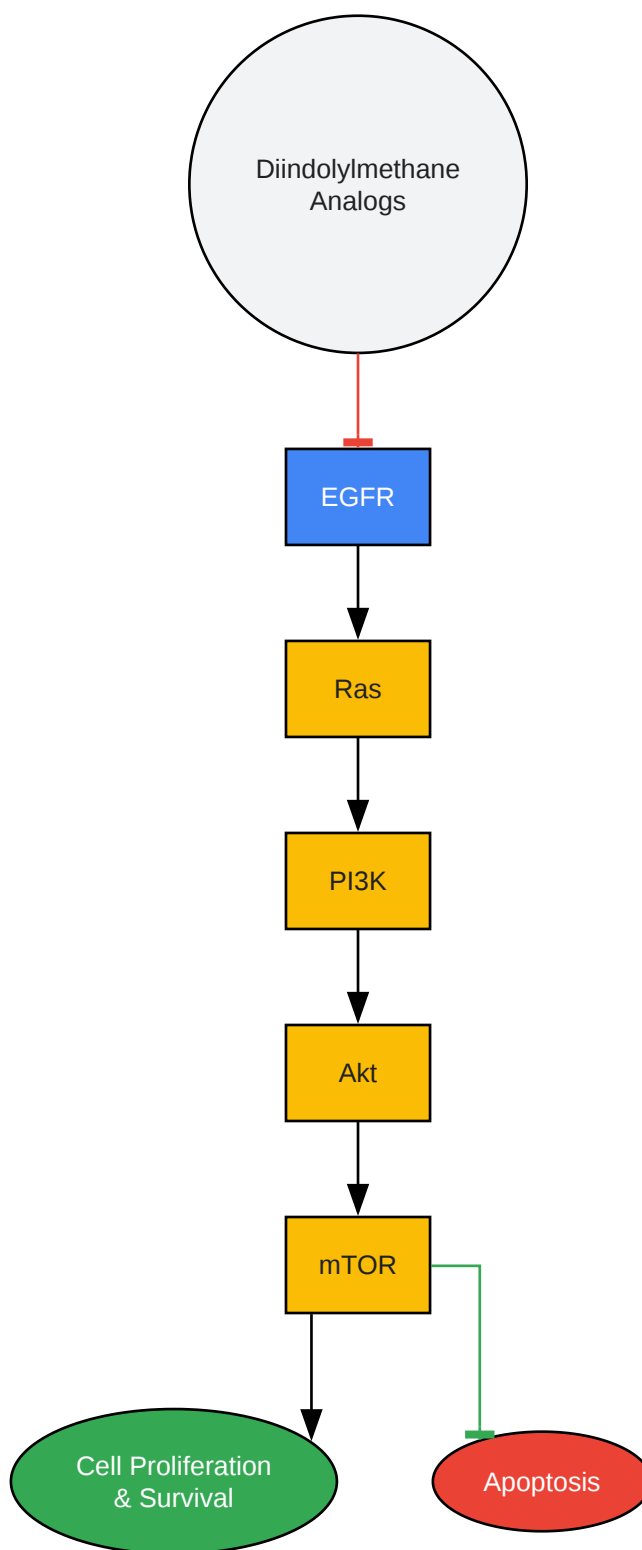 Diindolylmethane
Analogs
EGFR
Ras
PI3K
Akt
mTOR
Cell Proliferation
& Survival
Apoptosis